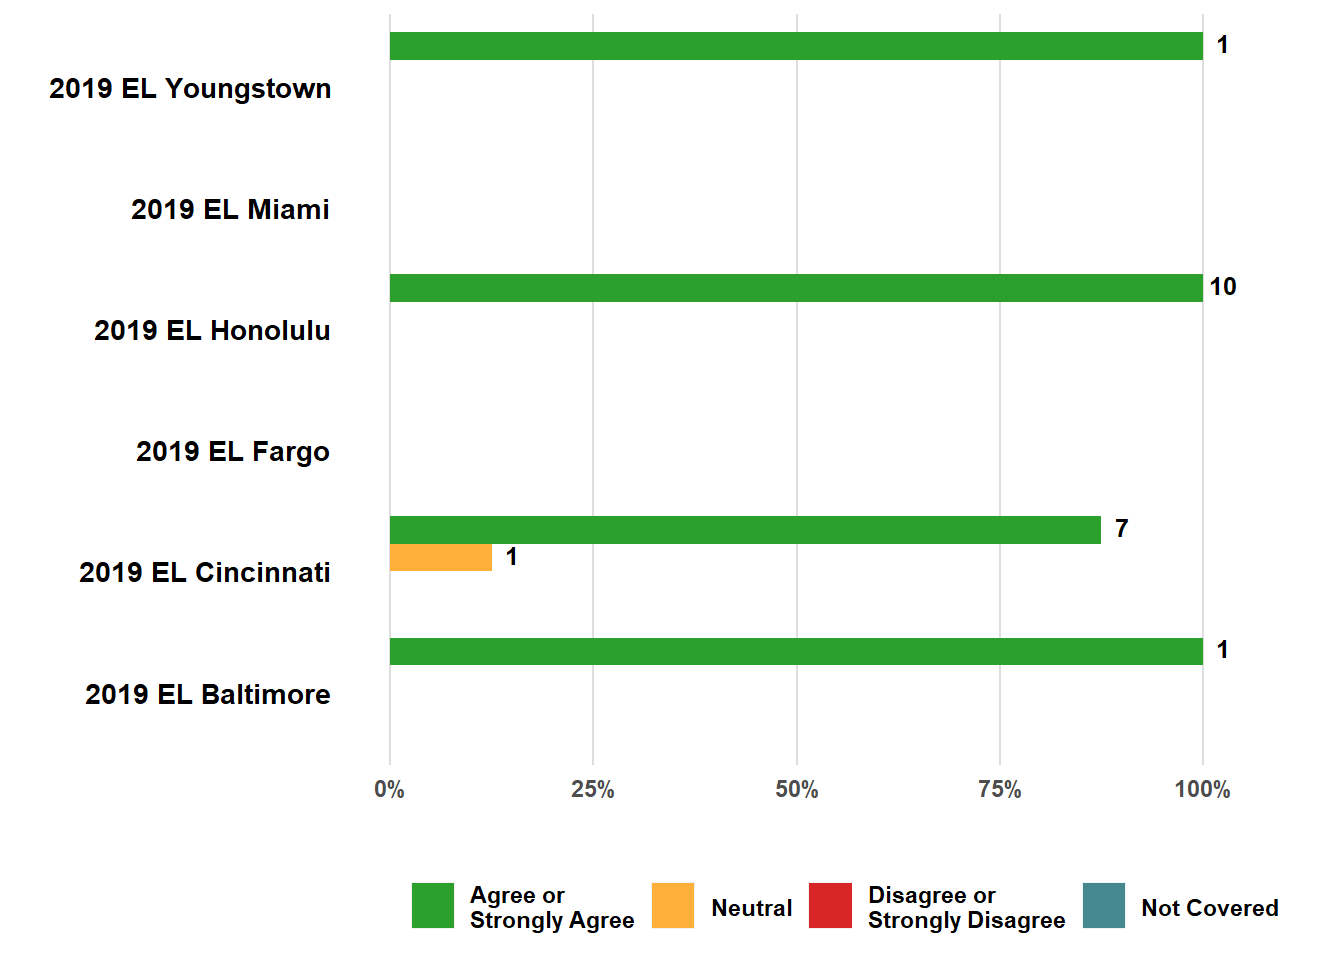 1
2019 EL Youngstown
2019 EL Miami
10
2019 EL Honolulu
2019 EL Fargo
7
1
2019 EL Cincinnati
1
2019 EL Baltimore
0% 25% 50% 75% 100%
Agree or
Strongly Agree
Neutral
Disagree or
Strongly Disagree
Not Covered